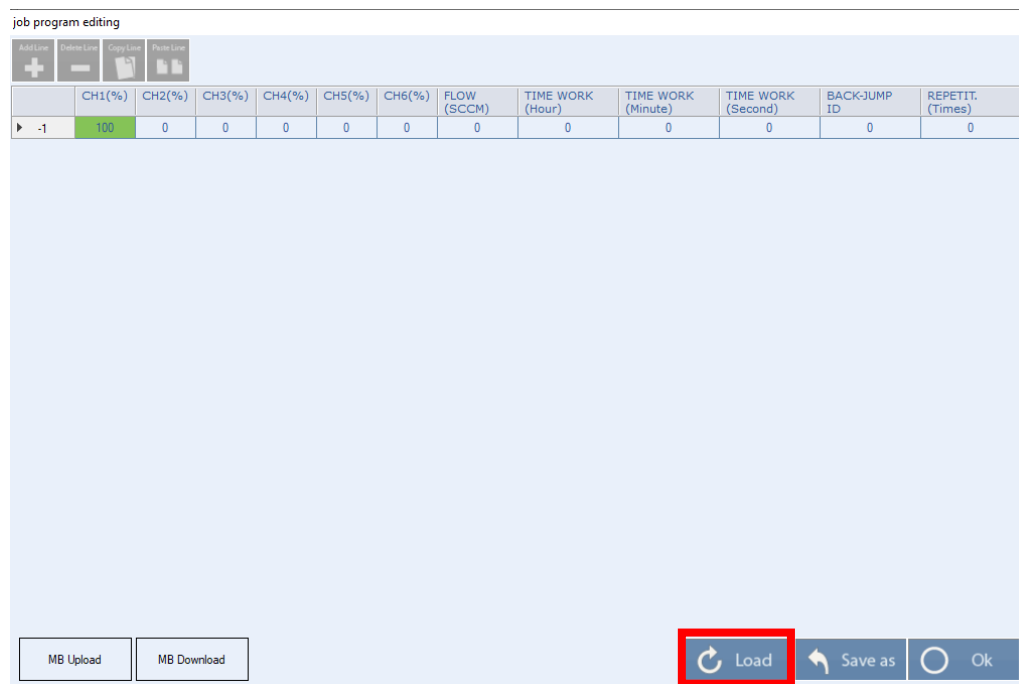 job program editing
Add Line Delete Line Copy Line Paste Line
CH1(%) CH2(%) CH3(%) CH4(%) CH5(%) CH6(%) FLOW (SCCM) TIME WORK (Hour) TIME WORK (Minute) TIME WORK (Second) BACK-JUMP ID REPETIT. (Times)
-1 100 0 0 0 0 0 0 0 0 0 0 0
MB Upload MB Download Load Save as Ok